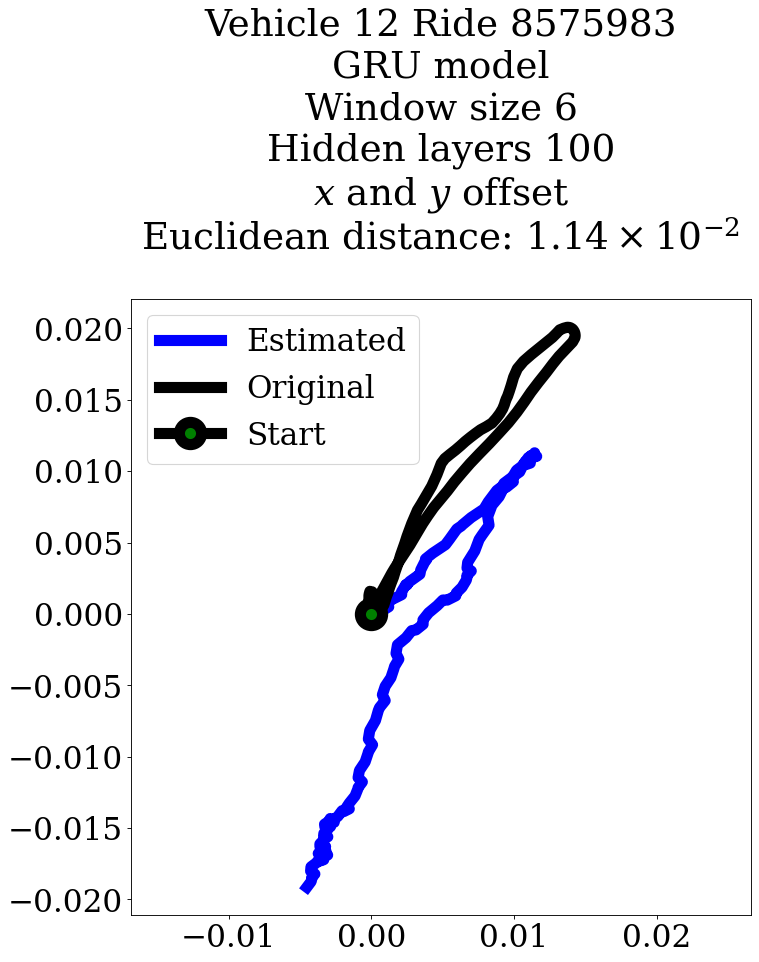 Vehicle 12 Ride 8575983
GRU model
Window size 6
Hidden layers 100
x and y offset
Euclidean distance: 1.14 × 10⁻²
Estimated
Original
Start
0.020
0.015
0.010
0.005
0.000
−0.005
−0.010
−0.015
−0.020
−0.01 0.00 0.01 0.02